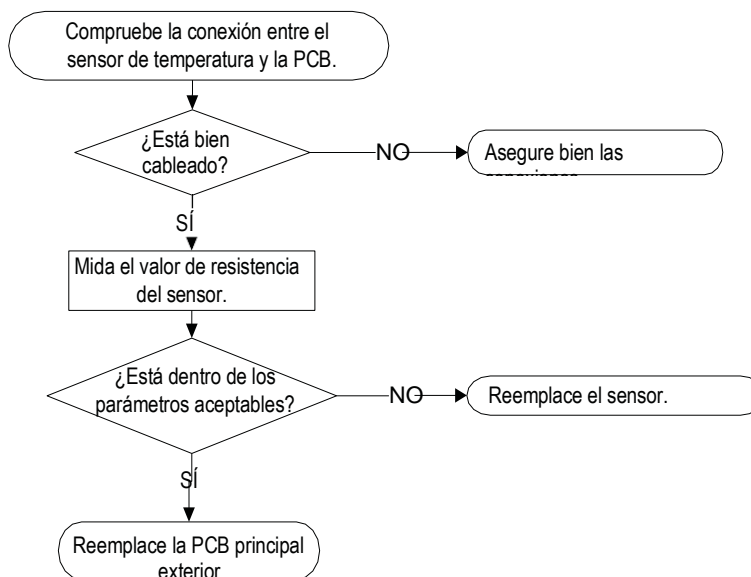 Compruebe la conexión entre el
sensor de temperatura y la PCB.
¿Está bien
cableado?
NO
Asegure bien las
SÍ
Mida el valor de resistencia
del sensor.
¿Está dentro de los
parámetros aceptables?
NO
Reemplace el sensor.
SÍ
Reemplace la PCB principal
exterior